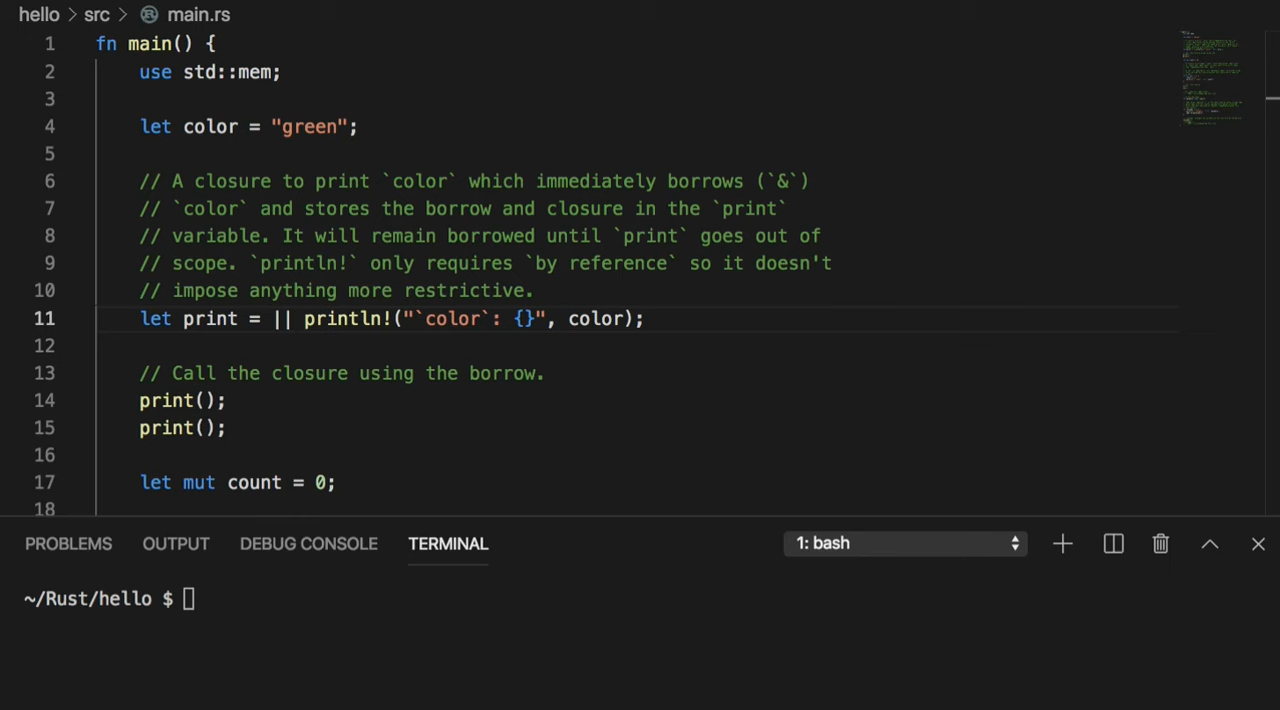 hello > src > main.rs
1 fn main() {
2 use std::mem;
3
4 let color = "green";
5
6 // A closure to print `color` which immediately borrows (`&`)
7 // `color` and stores the borrow and closure in the `print`
8 // variable. It will remain borrowed until `print` goes out of
9 // scope. `println!` only requires `by reference` so it doesn't
10 // impose anything more restrictive.
11 let print = || println!("`color`: {}", color);
12
13 // Call the closure using the borrow.
14 print();
15 print();
16
17 let mut count = 0;
18
PROBLEMS OUTPUT DEBUG CONSOLE TERMINAL 1: bash
~/Rust/hello $